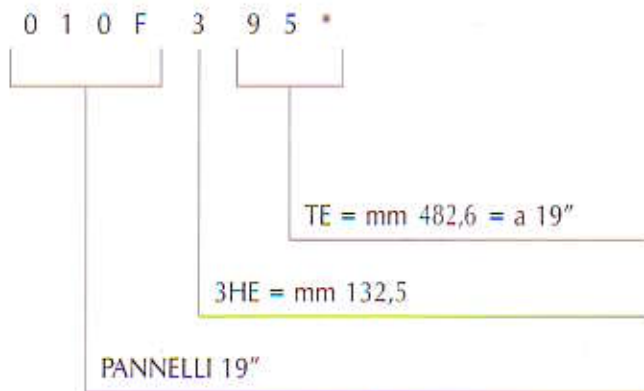 0 1 0 F 3 9 5 *
TE = mm 482,6 = a 19"
3HE = mm 132,5
PANNELLI 19"